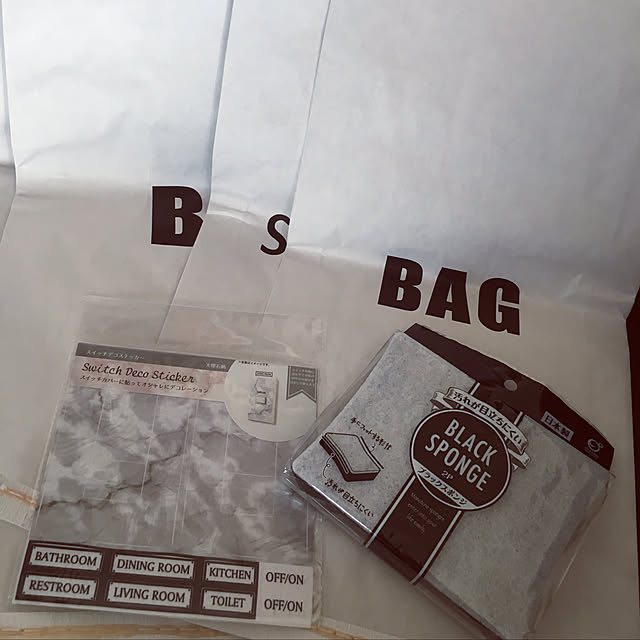 B
S
BAG
スイッチデコステッカー
大理石風
Switch Deco Sticker
スイッチカバーに貼ってオシャレにデコレーション
BATHROOM
DINING ROOM
KITCHEN
OFF/ON
RESTROOM
LIVING ROOM
TOILET
OFF/ON
汚れが目立ちにくい
日本製
BLACK
SPONGE
2P
ブラックスポンジ
汚れが目立ちにくい